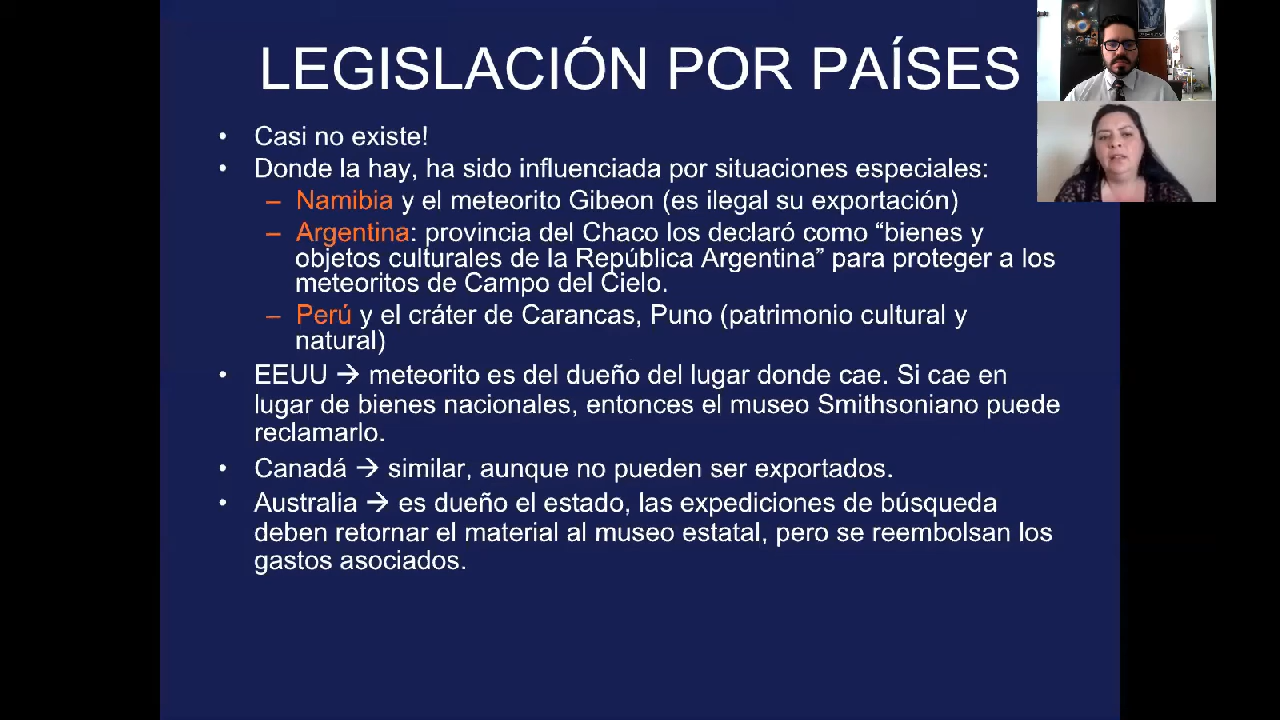 LEGISLACIÓN POR PAÍSES
• Casi no existe!
• Donde la hay, ha sido influenciada por situaciones especiales:
– Namibia y el meteorito Gibeon (es ilegal su exportación)
– Argentina: provincia del Chaco los declaró como “bienes y
objetos culturales de la República Argentina” para proteger a los
meteoritos de Campo del Cielo.
– Perú y el cráter de Carancas, Puno (patrimonio cultural y
natural)
• EEUU → meteorito es del dueño del lugar donde cae. Si cae en
lugar de bienes nacionales, entonces el museo Smithsoniano puede
reclamarlo.
• Canadá → similar, aunque no pueden ser exportados.
• Australia → es dueño el estado, las expediciones de búsqueda
deben retornar el material al museo estatal, pero se reembolsan los
gastos asociados.